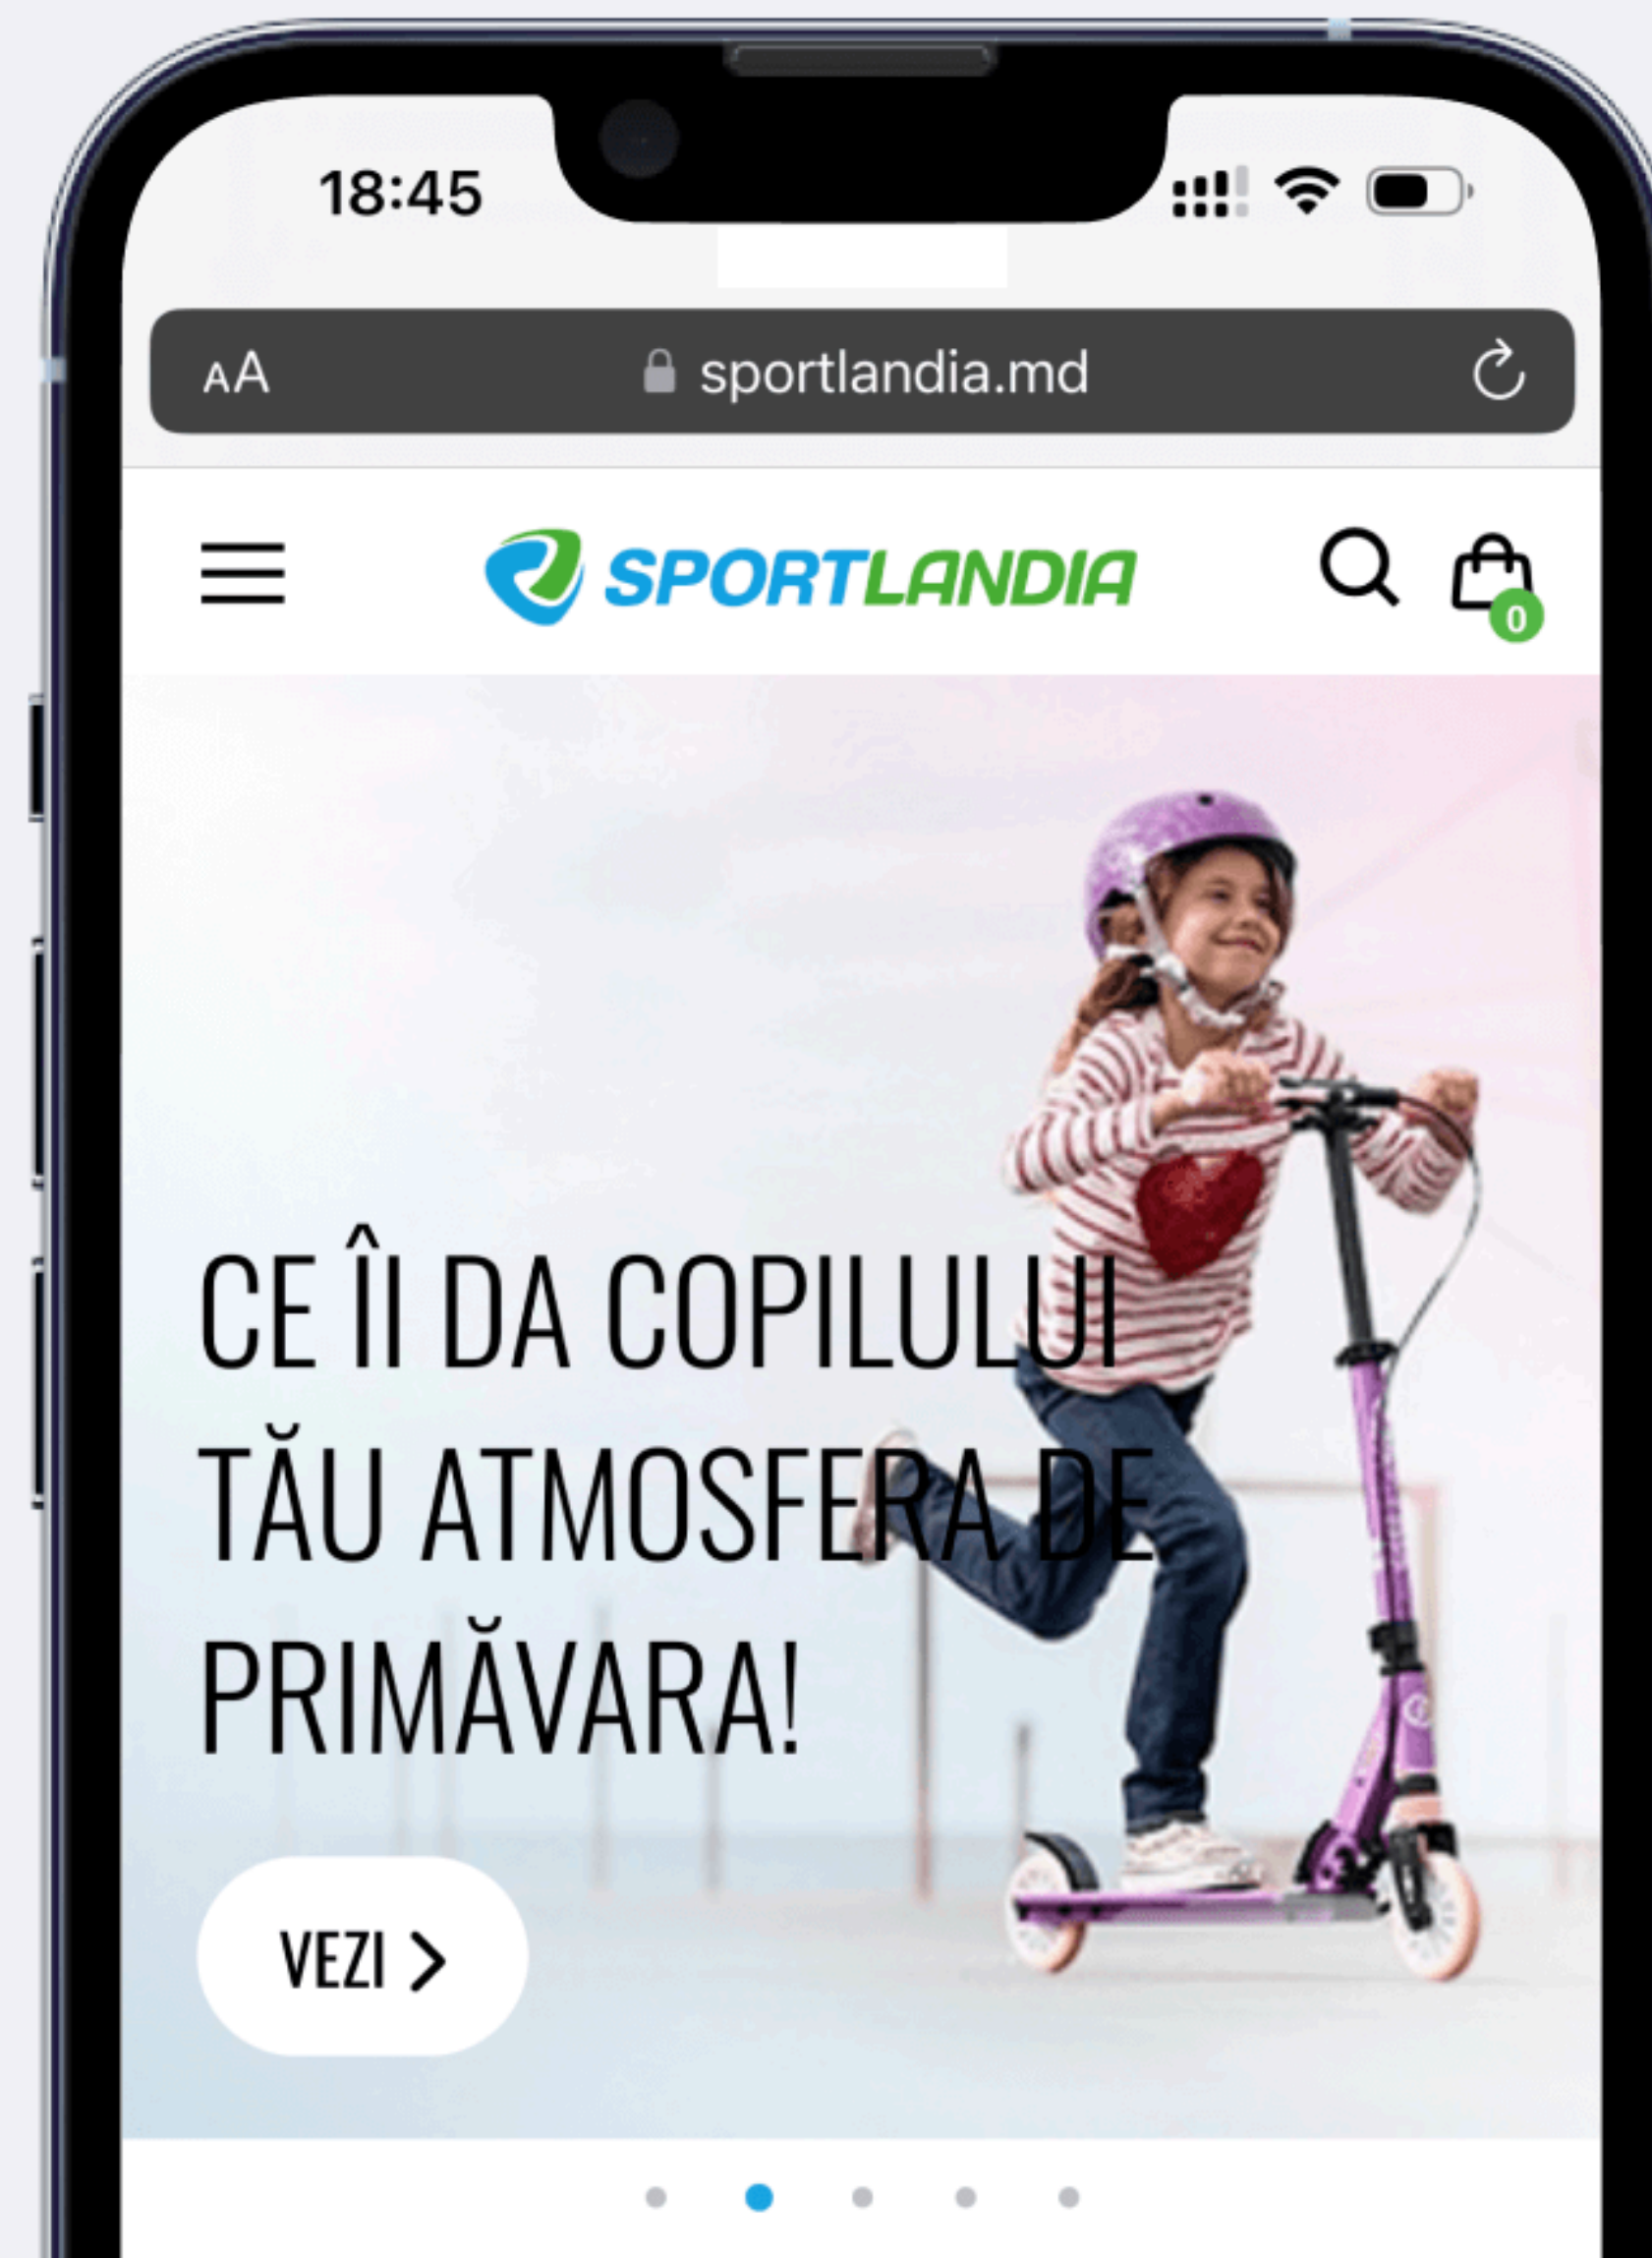 18:45
AA sportlandia.md
SPORTLANDIA
0
CE ÎI DA COPILULUI
TĂU ATMOSFERA DE
PRIMĂVARA!
VEZI